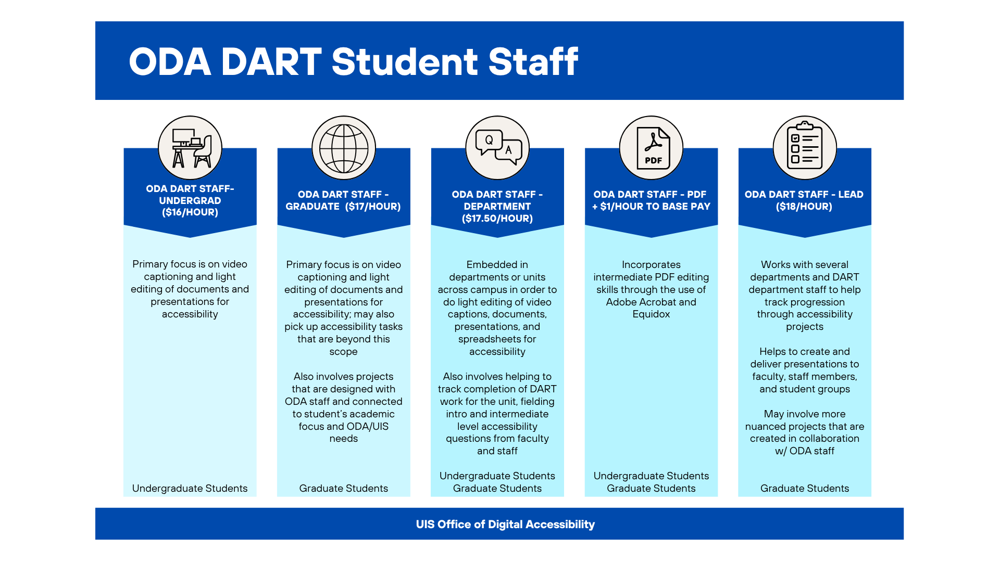 ODA DART Student Staff
ODA DART STAFF-
UNDERGRAD
($16/HOUR)
Primary focus is on video
captioning and light
editing of documents and
presentations for
accessibility
Undergraduate Students
ODA DART STAFF -
GRADUATE  ($17/HOUR)
Primary focus is on video
captioning and light
editing of documents and
presentations for
accessibility; may also
pick up accessibility tasks
that are beyond this
scope
Also involves projects
that are designed with
ODA staff and connected
to student's academic
focus and ODA/UIS
needs
Graduate Students
Q
A
ODA DART STAFF -
DEPARTMENT
($17.50/HOUR)
Embedded in
departments or units
across campus in order to
do light editing of video
captions, documents,
presentations, and
spreadsheets for
accessibility
Also involves helping to
track completion of DART
work for the unit, fielding
intro and intermediate
level accessibility
questions from faculty
and staff
Undergraduate Students
Graduate Students
PDF
ODA DART STAFF - PDF
+ $1/HOUR TO BASE PAY
Incorporates
intermediate PDF editing
skills through the use of
Adobe Acrobat and
Equidox
Undergraduate Students
Graduate Students
ODA DART STAFF - LEAD
($18/HOUR)
Works with several
departments and DART
department staff to help
track progression
through accessibility
projects
Helps to create and
deliver presentations to
faculty, staff members,
and student groups
May involve more
nuanced projects that are
created in collaboration
w/ ODA staff
Graduate Students
UIS Office of Digital Accessibility